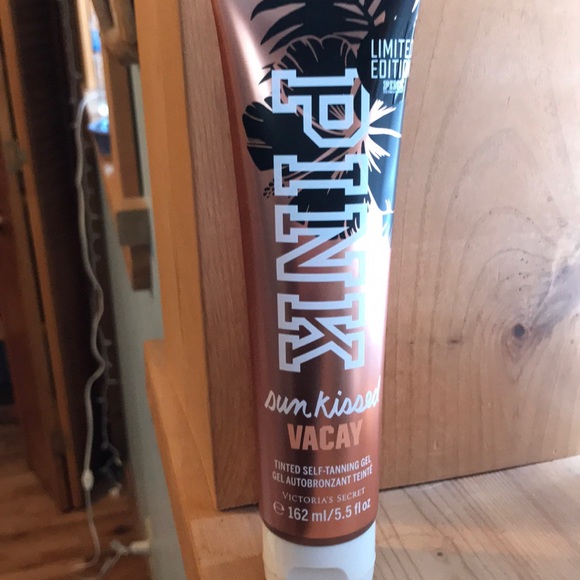 LIMITED
EDITION
PINK
sun kissed
VACAY
TINTED SELF-TANNING GEL
GEL AUTOBRONZANT TEINTÉ
VICTORIA'S SECRET
℮ 162 ml/5.5 fl oz